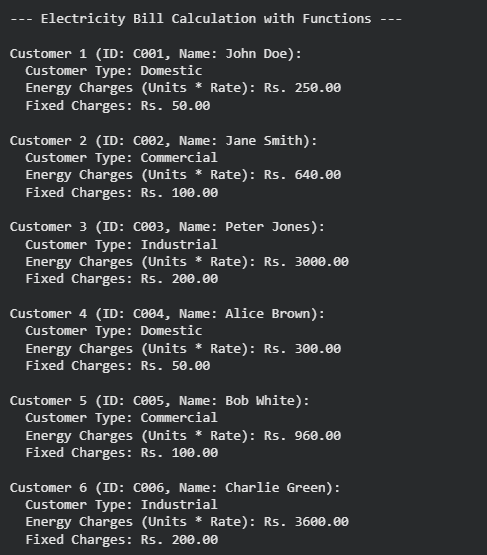 --- Electricity Bill Calculation with Functions ---
Customer 1 (ID: C001, Name: John Doe):
Customer Type: Domestic
Energy Charges (Units * Rate): Rs. 250.00
Fixed Charges: Rs. 50.00
Customer 2 (ID: C002, Name: Jane Smith):
Customer Type: Commercial
Energy Charges (Units * Rate): Rs. 640.00
Fixed Charges: Rs. 100.00
Customer 3 (ID: C003, Name: Peter Jones):
Customer Type: Industrial
Energy Charges (Units * Rate): Rs. 3000.00
Fixed Charges: Rs. 200.00
Customer 4 (ID: C004, Name: Alice Brown):
Customer Type: Domestic
Energy Charges (Units * Rate): Rs. 300.00
Fixed Charges: Rs. 50.00
Customer 5 (ID: C005, Name: Bob White):
Customer Type: Commercial
Energy Charges (Units * Rate): Rs. 960.00
Fixed Charges: Rs. 100.00
Customer 6 (ID: C006, Name: Charlie Green):
Customer Type: Industrial
Energy Charges (Units * Rate): Rs. 3600.00
Fixed Charges: Rs. 200.00